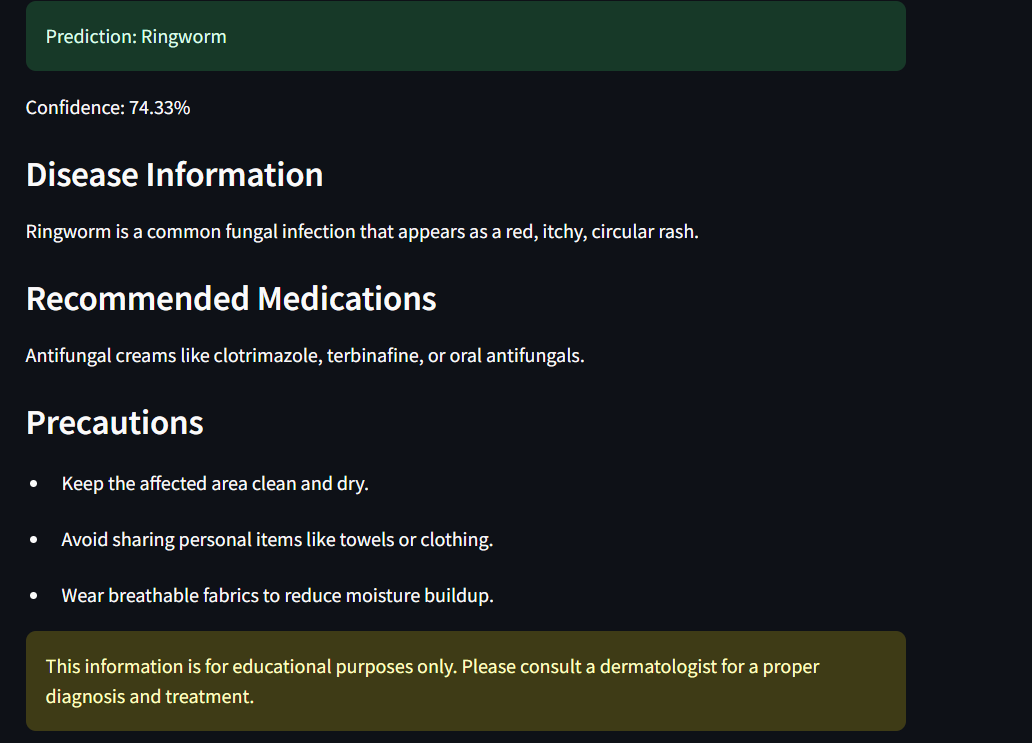 Prediction: Ringworm
Confidence: 74.33%
Disease Information
Ringworm is a common fungal infection that appears as a red, itchy, circular rash.
Recommended Medications
Antifungal creams like clotrimazole, terbinafine, or oral antifungals.
Precautions
• Keep the affected area clean and dry.
• Avoid sharing personal items like towels or clothing.
• Wear breathable fabrics to reduce moisture buildup.
This information is for educational purposes only. Please consult a dermatologist for a proper
diagnosis and treatment.